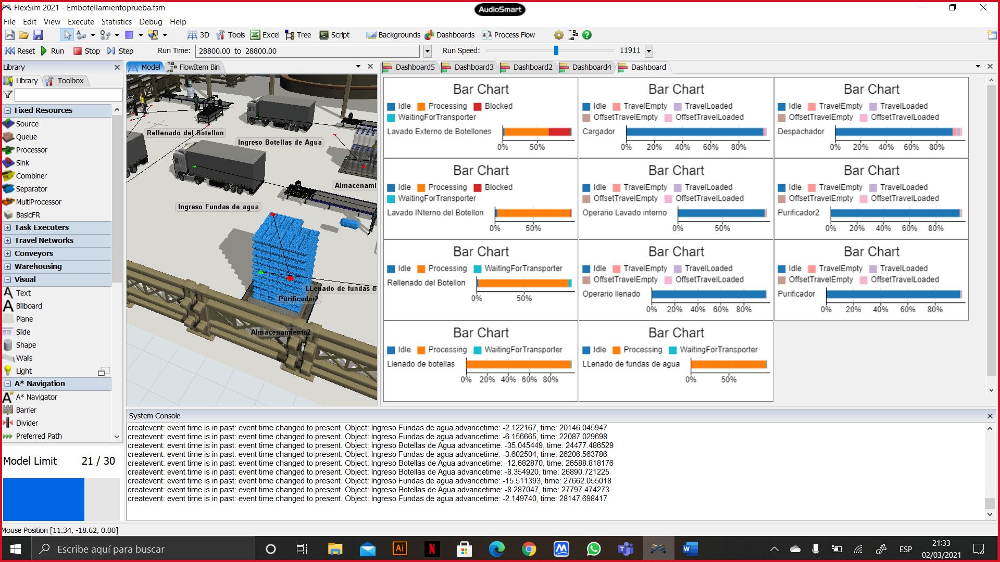 FlexSim 2021 - Embotellamientoprueba.fsm
AudioSmart
File Edit View Execute Statistics Debug Help
3D Tools Excel Tree Script Backgrounds Dashboards Process Flow
Reset Run Stop Step Run Time: 28800.00 to 28800.00 Run Speed: 11911
Library
Library Toolbox
Fixed Resources
Source
Queue
Processor
Sink
Combiner
Separator
MultiProcessor
BasicFR
Task Executers
Travel Networks
Conveyors
Warehousing
Visual
Text
Billboard
Plane
Slide
Shape
Walls
Light
A* Navigation
A* Navigator
Barrier
Divider
Preferred Path
Model Limit 21 / 30
Mouse Position [11.34, -18.62, 0.00]
Model FlowItem Bin
Rellenado del Botellon
Ingreso Botellas de Agua
Almacenami
Ingreso Fundas de agua
LLenado de fundas d
Purificador2
Almacenamiento2
Dashboard5 Dashboard3 Dashboard2 Dashboard4 Dashboard
Bar Chart
Idle Processing Blocked
WaitingForTransporter
Lavado Externo de Botellones
0% 50%
Bar Chart
Idle TravelEmpty TravelLoaded
OffsetTravelEmpty OffsetTravelLoaded
Cargador
0% 20% 40% 60% 80%
Bar Chart
Idle TravelEmpty TravelLoaded
OffsetTravelEmpty OffsetTravelLoaded
Despachador
0% 20% 40% 60% 80%
Bar Chart
Idle Processing Blocked
WaitingForTransporter
Lavado INterno del Botellon
0% 50%
Bar Chart
Idle TravelEmpty TravelLoaded
OffsetTravelEmpty OffsetTravelLoaded
Operario Lavado interno
0% 50%
Bar Chart
Idle TravelEmpty TravelLoaded
OffsetTravelEmpty OffsetTravelLoaded
Purificador2
0% 20% 40% 60% 80%
Bar Chart
Idle Processing WaitingForTransporter
Rellenado del Botellon
0% 50%
Bar Chart
Idle TravelEmpty TravelLoaded
OffsetTravelEmpty OffsetTravelLoaded
Operario llenado
0% 20% 40% 60% 80%
Bar Chart
Idle TravelEmpty TravelLoaded
OffsetTravelEmpty OffsetTravelLoaded
Purificador
0% 20% 40% 60% 80%
Bar Chart
Idle Processing WaitingForTransporter
Llenado de botellas
0% 20% 40% 60% 80%
Bar Chart
Idle Processing WaitingForTransporter
LLenado de fundas de agua
0% 50%
System Console
createvent: event time is in past: event time changed to present. Object: Ingreso Fundas de agua advancetime: -2.122167, time: 20146.045947
createvent: event time is in past: event time changed to present. Object: Ingreso Fundas de agua advancetime: -6.156665, time: 22087.029698
createvent: event time is in past: event time changed to present. Object: Ingreso Botellas de Agua advancetime: -35.045449, time: 24477.486529
createvent: event time is in past: event time changed to present. Object: Ingreso Fundas de agua advancetime: -3.602504, time: 26206.563786
createvent: event time is in past: event time changed to present. Object: Ingreso Botellas de Agua advancetime: -12.682870, time: 26588.818176
createvent: event time is in past: event time changed to present. Object: Ingreso Botellas de Agua advancetime: -8.354920, time: 26890.721225
createvent: event time is in past: event time changed to present. Object: Ingreso Fundas de agua advancetime: -15.511393, time: 27662.055018
createvent: event time is in past: event time changed to present. Object: Ingreso Botellas de Agua advancetime: -8.287047, time: 27797.474273
createvent: event time is in past: event time changed to present. Object: Ingreso Fundas de agua advancetime: -2.149740, time: 28147.698417
Escribe aquí para buscar
Ai
N
ESP
21:33
02/03/2021